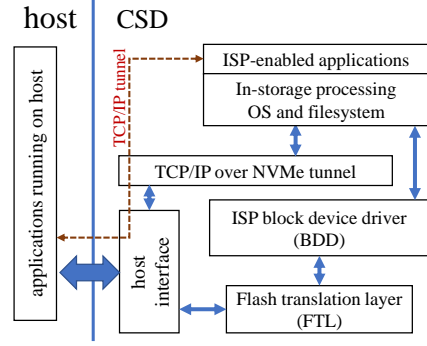 host
CSD
applications running on host
TCP/IP tunnel
ISP-enabled applications
In-storage processing
OS and filesystem
TCP/IP over NVMe tunnel
ISP block device driver
(BDD)
host
interface
Flash translation layer
(FTL)